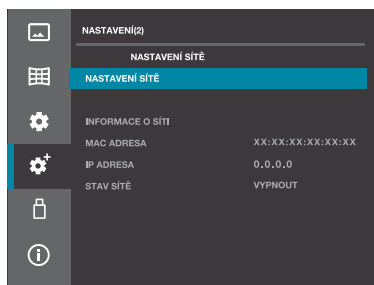 NASTAVENÍ(2)
NASTAVENÍ SÍTĚ
NASTAVENÍ SÍTĚ
INFORMACE O SÍTI
MAC ADRESA XX:XX:XX:XX:XX:XX
IP ADRESA 0.0.0.0
STAV SÍTĚ VYPNOUT